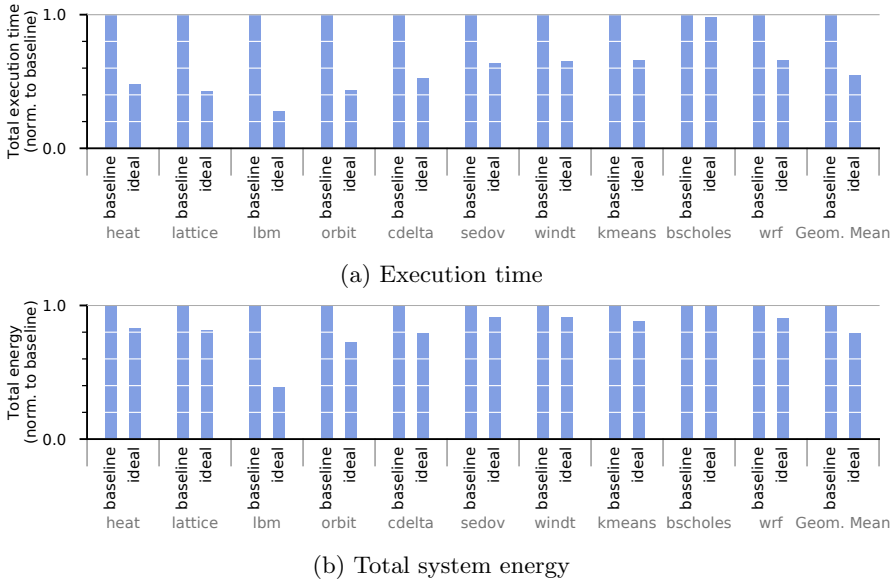 Total execution time
(norm. to baseline)
1.0
0.0
baseline ideal baseline ideal baseline ideal baseline ideal baseline ideal baseline ideal baseline ideal baseline ideal baseline ideal baseline ideal baseline ideal
heat lattice lbm orbit cdelta sedov windt kmeans bscholes wrf Geom. Mean
(a) Execution time
Total energy
(norm. to baseline)
1.0
0.0
baseline ideal baseline ideal baseline ideal baseline ideal baseline ideal baseline ideal baseline ideal baseline ideal baseline ideal baseline ideal baseline ideal
heat lattice lbm orbit cdelta sedov windt kmeans bscholes wrf Geom. Mean
(b) Total system energy